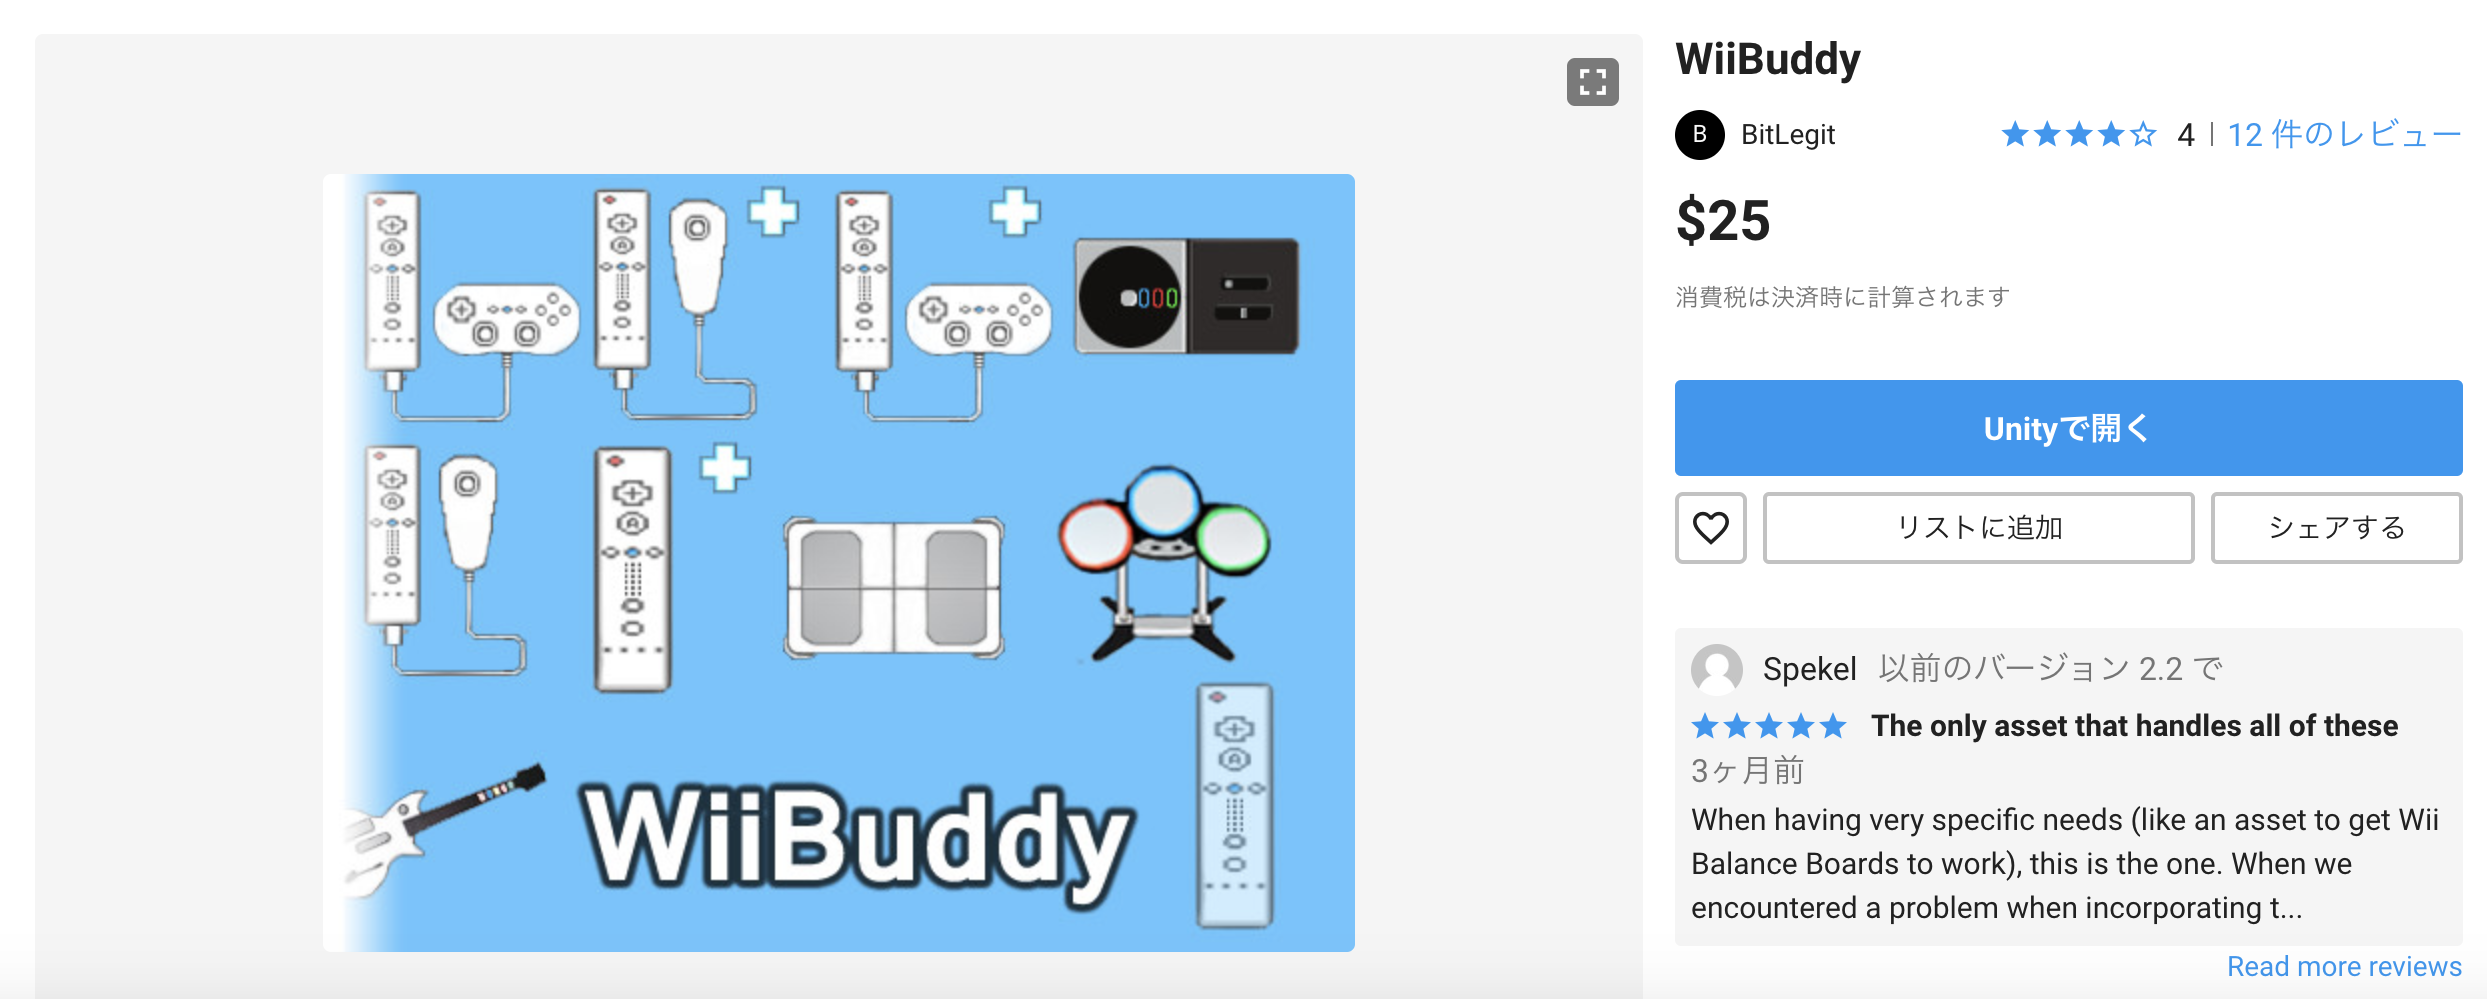 WiiBuddy
B
BitLegit
4 | 12 件のレビュー
$25
消費税は決済時に計算されます
Unityで開く
リストに追加
シェアする
Spekel 以前のバージョン 2.2 で
The only asset that handles all of these
3ヶ月前
When having very specific needs (like an asset to get Wii
Balance Boards to work), this is the one. When we
encountered a problem when incorporating t...
Read more reviews
WiiBuddy